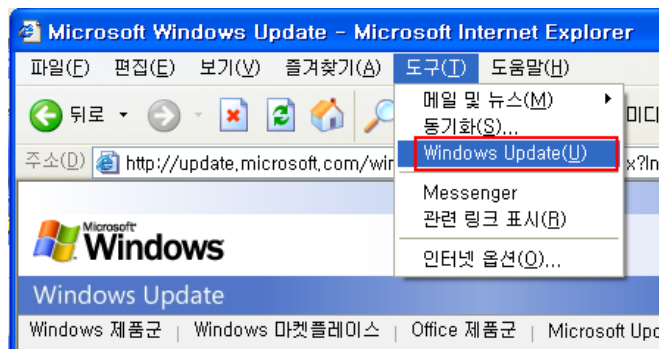 Microsoft Windows Update - Microsoft Internet Explorer
파일(F) 편집(E) 보기(V) 즐겨찾기(A) 도구(T) 도움말(H)
뒤로
메일 및 뉴스(M)
동기화(S)...
Windows Update(U)
Messenger
관련 링크 표시(R)
인터넷 옵션(O)...
미디
주소(D) http://update.microsoft.com/wir x?ln
Microsoft
Windows
Windows Update
Windows 제품군 | Windows 마켓플레이스 | Office 제품군 | Microsoft Upd